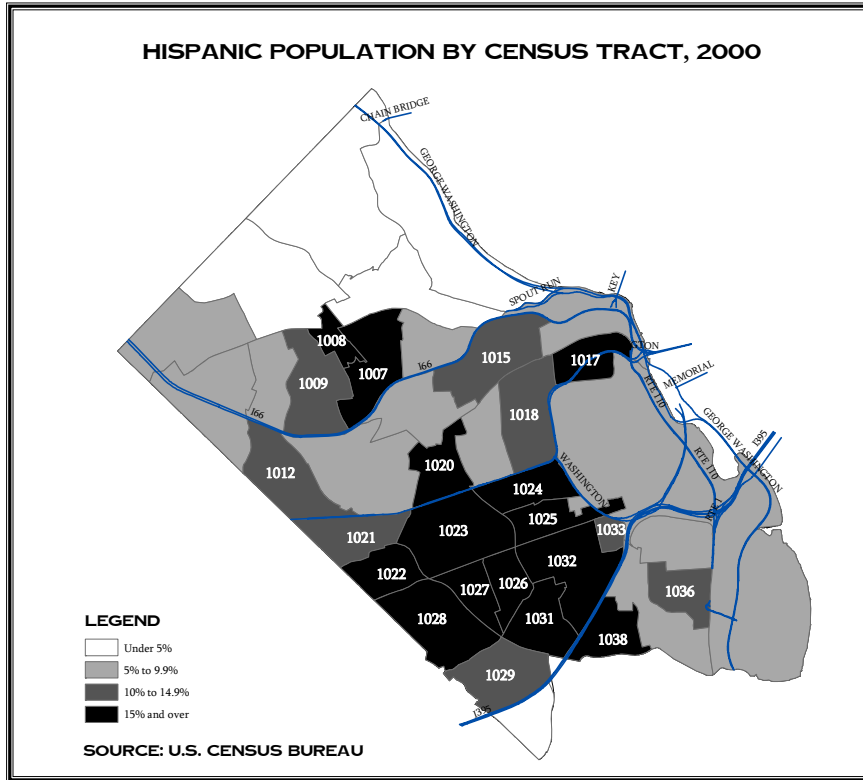 HISPANIC POPULATION BY CENSUS TRACT, 2000
CHAIN BRIDGE
GEORGE WASHINGTON
SPOUT RUN
KEY
1008
1007
1009
I66
1015
1017
GTON
MEMORIAL
RTE 110
I66
1018
GEORGE WASHINGTON
I395
1012
1020
WASHINGTON
RTE 110
1024
1025
1023
1033
RTE 1
1021
1022
1027
1026
1032
1036
1028
1031
1038
1029
I395
LEGEND
Under 5%
5% to 9.9%
10% to 14.9%
15% and over
SOURCE: U.S. CENSUS BUREAU